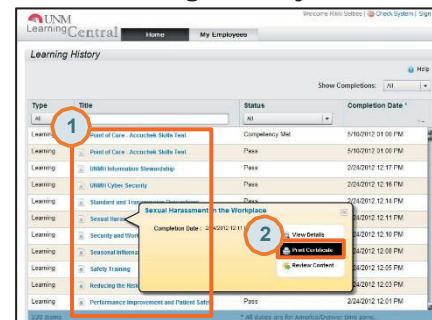 UNM
Learning Central
Home
My Employees
Welcome Rikki Seltree | Check System | Sign
Learning History
Help
Show Completions: All
Type Title Status Completion Date
All All
Learning Point of Care - Accuchek Skills Test Competency Met 5/10/2012 01:00 PM
Learning Point of Care - Accuchek Skills Test Pass 5/10/2012 01:00 PM
Learning UNMH Information Stewardship Pass 2/24/2012 12:17 PM
Learning UNMH Cyber Security Pass 2/24/2012 12:16 PM
Learning Standard and 2/24/2012 12:14 PM
Learning Sexual Haras 2/24/2012 12:11 PM
Learning Security and Work 2/24/2012 12:10 PM
Learning Seasonal Influenza 2/24/2012 12:08 PM
Learning Safety Training 2/24/2012 12:05 PM
Learning Reducing the Risk 2/24/2012 12:03 PM
Learning Performance Improvement and Patient Safe Pass 2/24/2012 12:01 PM
1
Sexual Harassment in the Workplace
Completion Date: 2/24/2012 12:11
2
View Details
Print Certificate
Review Content
* All dates are for America/Denver time zone.